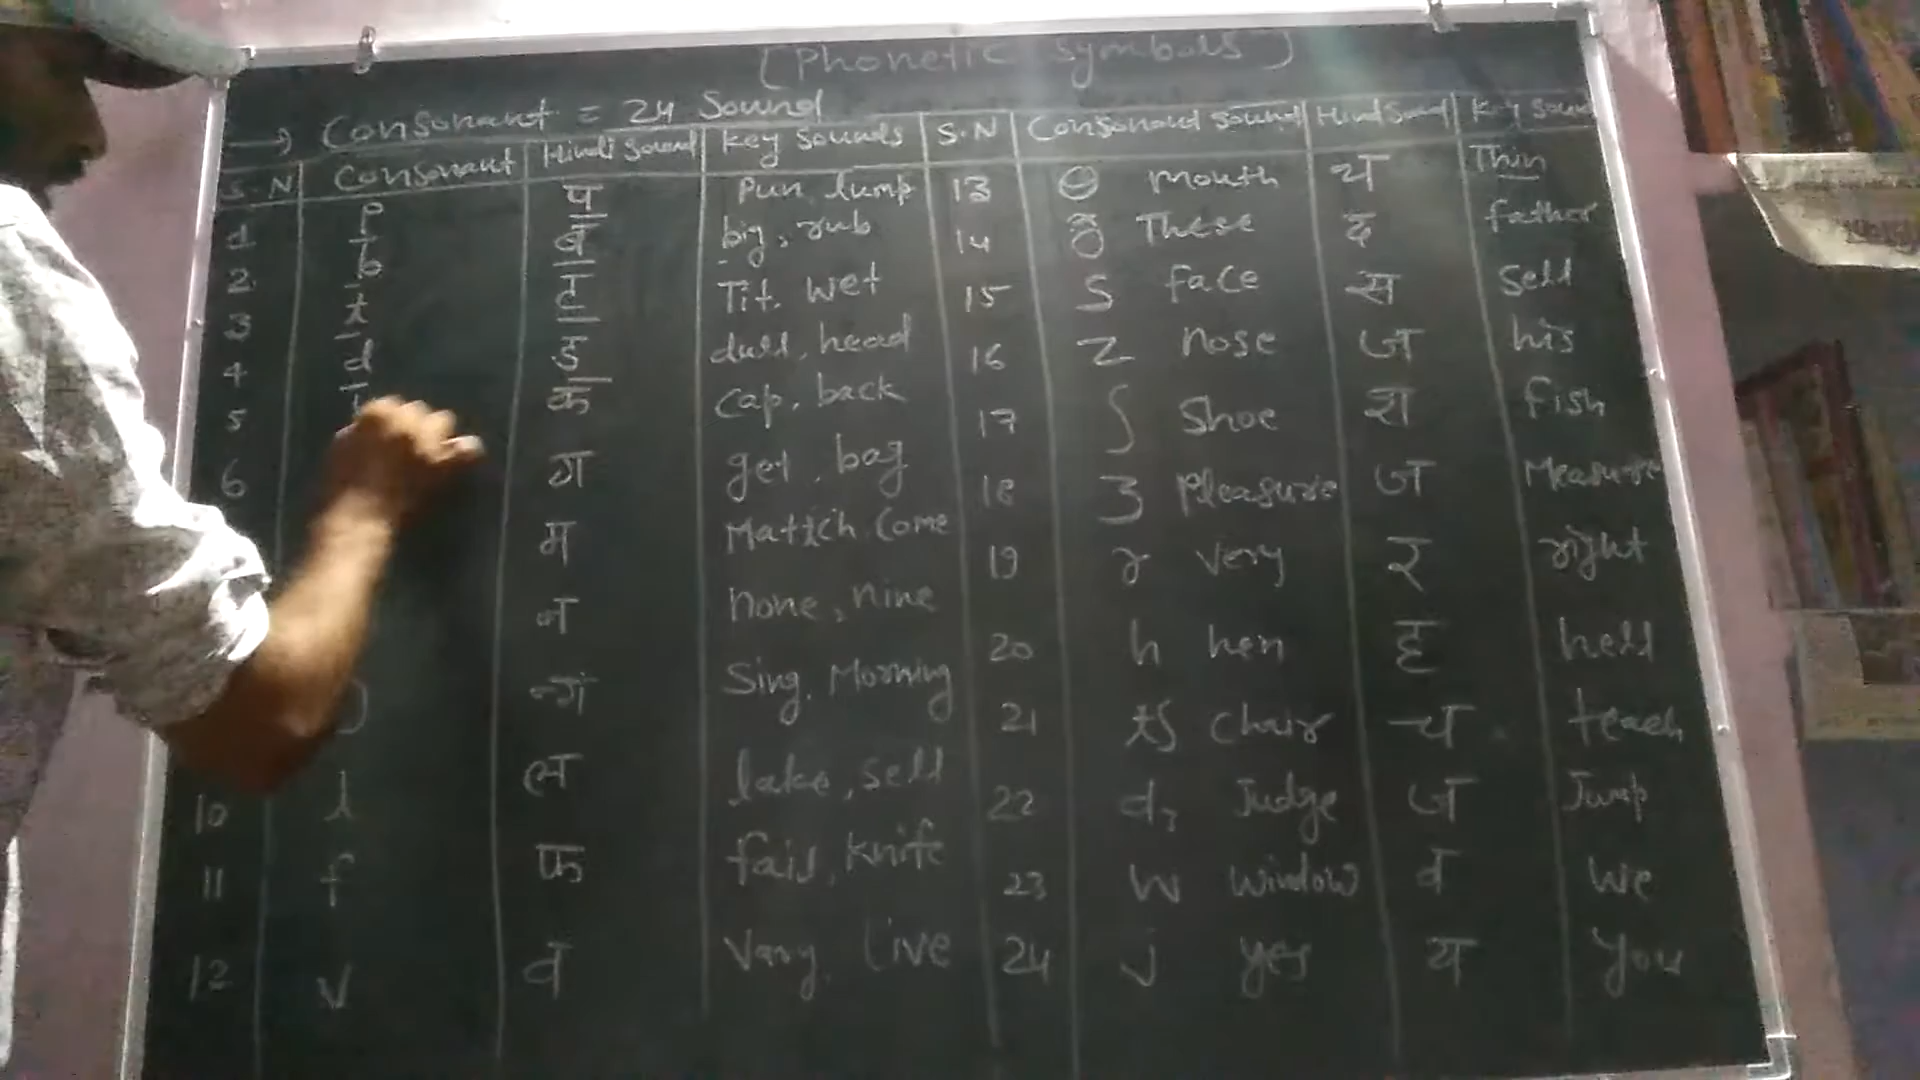 [Phonetic Symbols]
→ Consonant = 24 Sound
S.N Consonant Hindi Sound Key Sounds S.N Consonant Sound Hindi Sound Key Sound
1 p प Pun, Lump 13 θ mouth थ Thin
2 b ब big, rub 14 ð These द father
3 t ट Tit, wet 15 S face स Sell
4 d ड dull, head 16 Z nose ज his
5 क Cap, back 17 ʃ Shoe श fish
6 ग get, bag 18 ʒ Pleasure ज Measure
म Mattch Come 19 r Very र right
न none, nine 20 h hen ह hell
न्ग Sing, Morning 21 tʃ Chair च teach
10 l ल lake, sell 22 dʒ Judge ज Jump
11 f फ fail, knife 23 W Window व We
12 v व Vary, Live 24 j yes य You